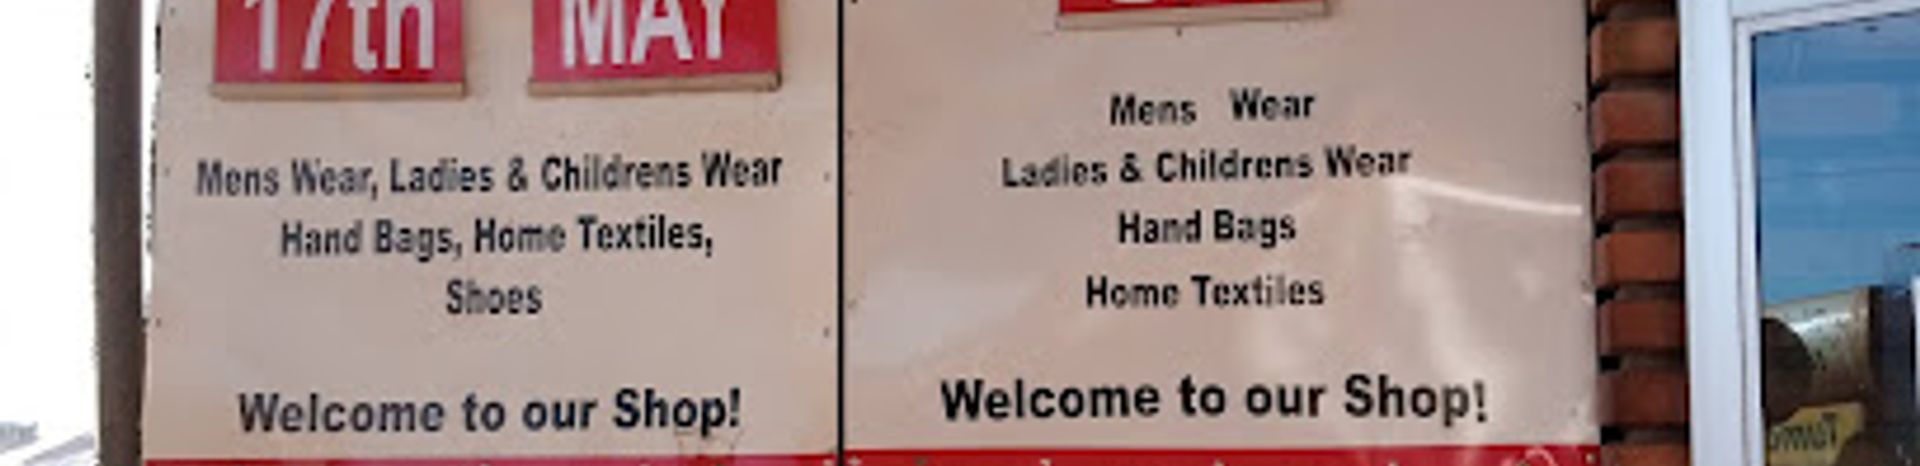 17th MAY
Mens Wear, Ladies & Childrens Wear
Hand Bags, Home Textiles,
Shoes
Welcome to our Shop!
Mens Wear
Ladies & Childrens Wear
Hand Bags
Home Textiles
Welcome to our Shop!